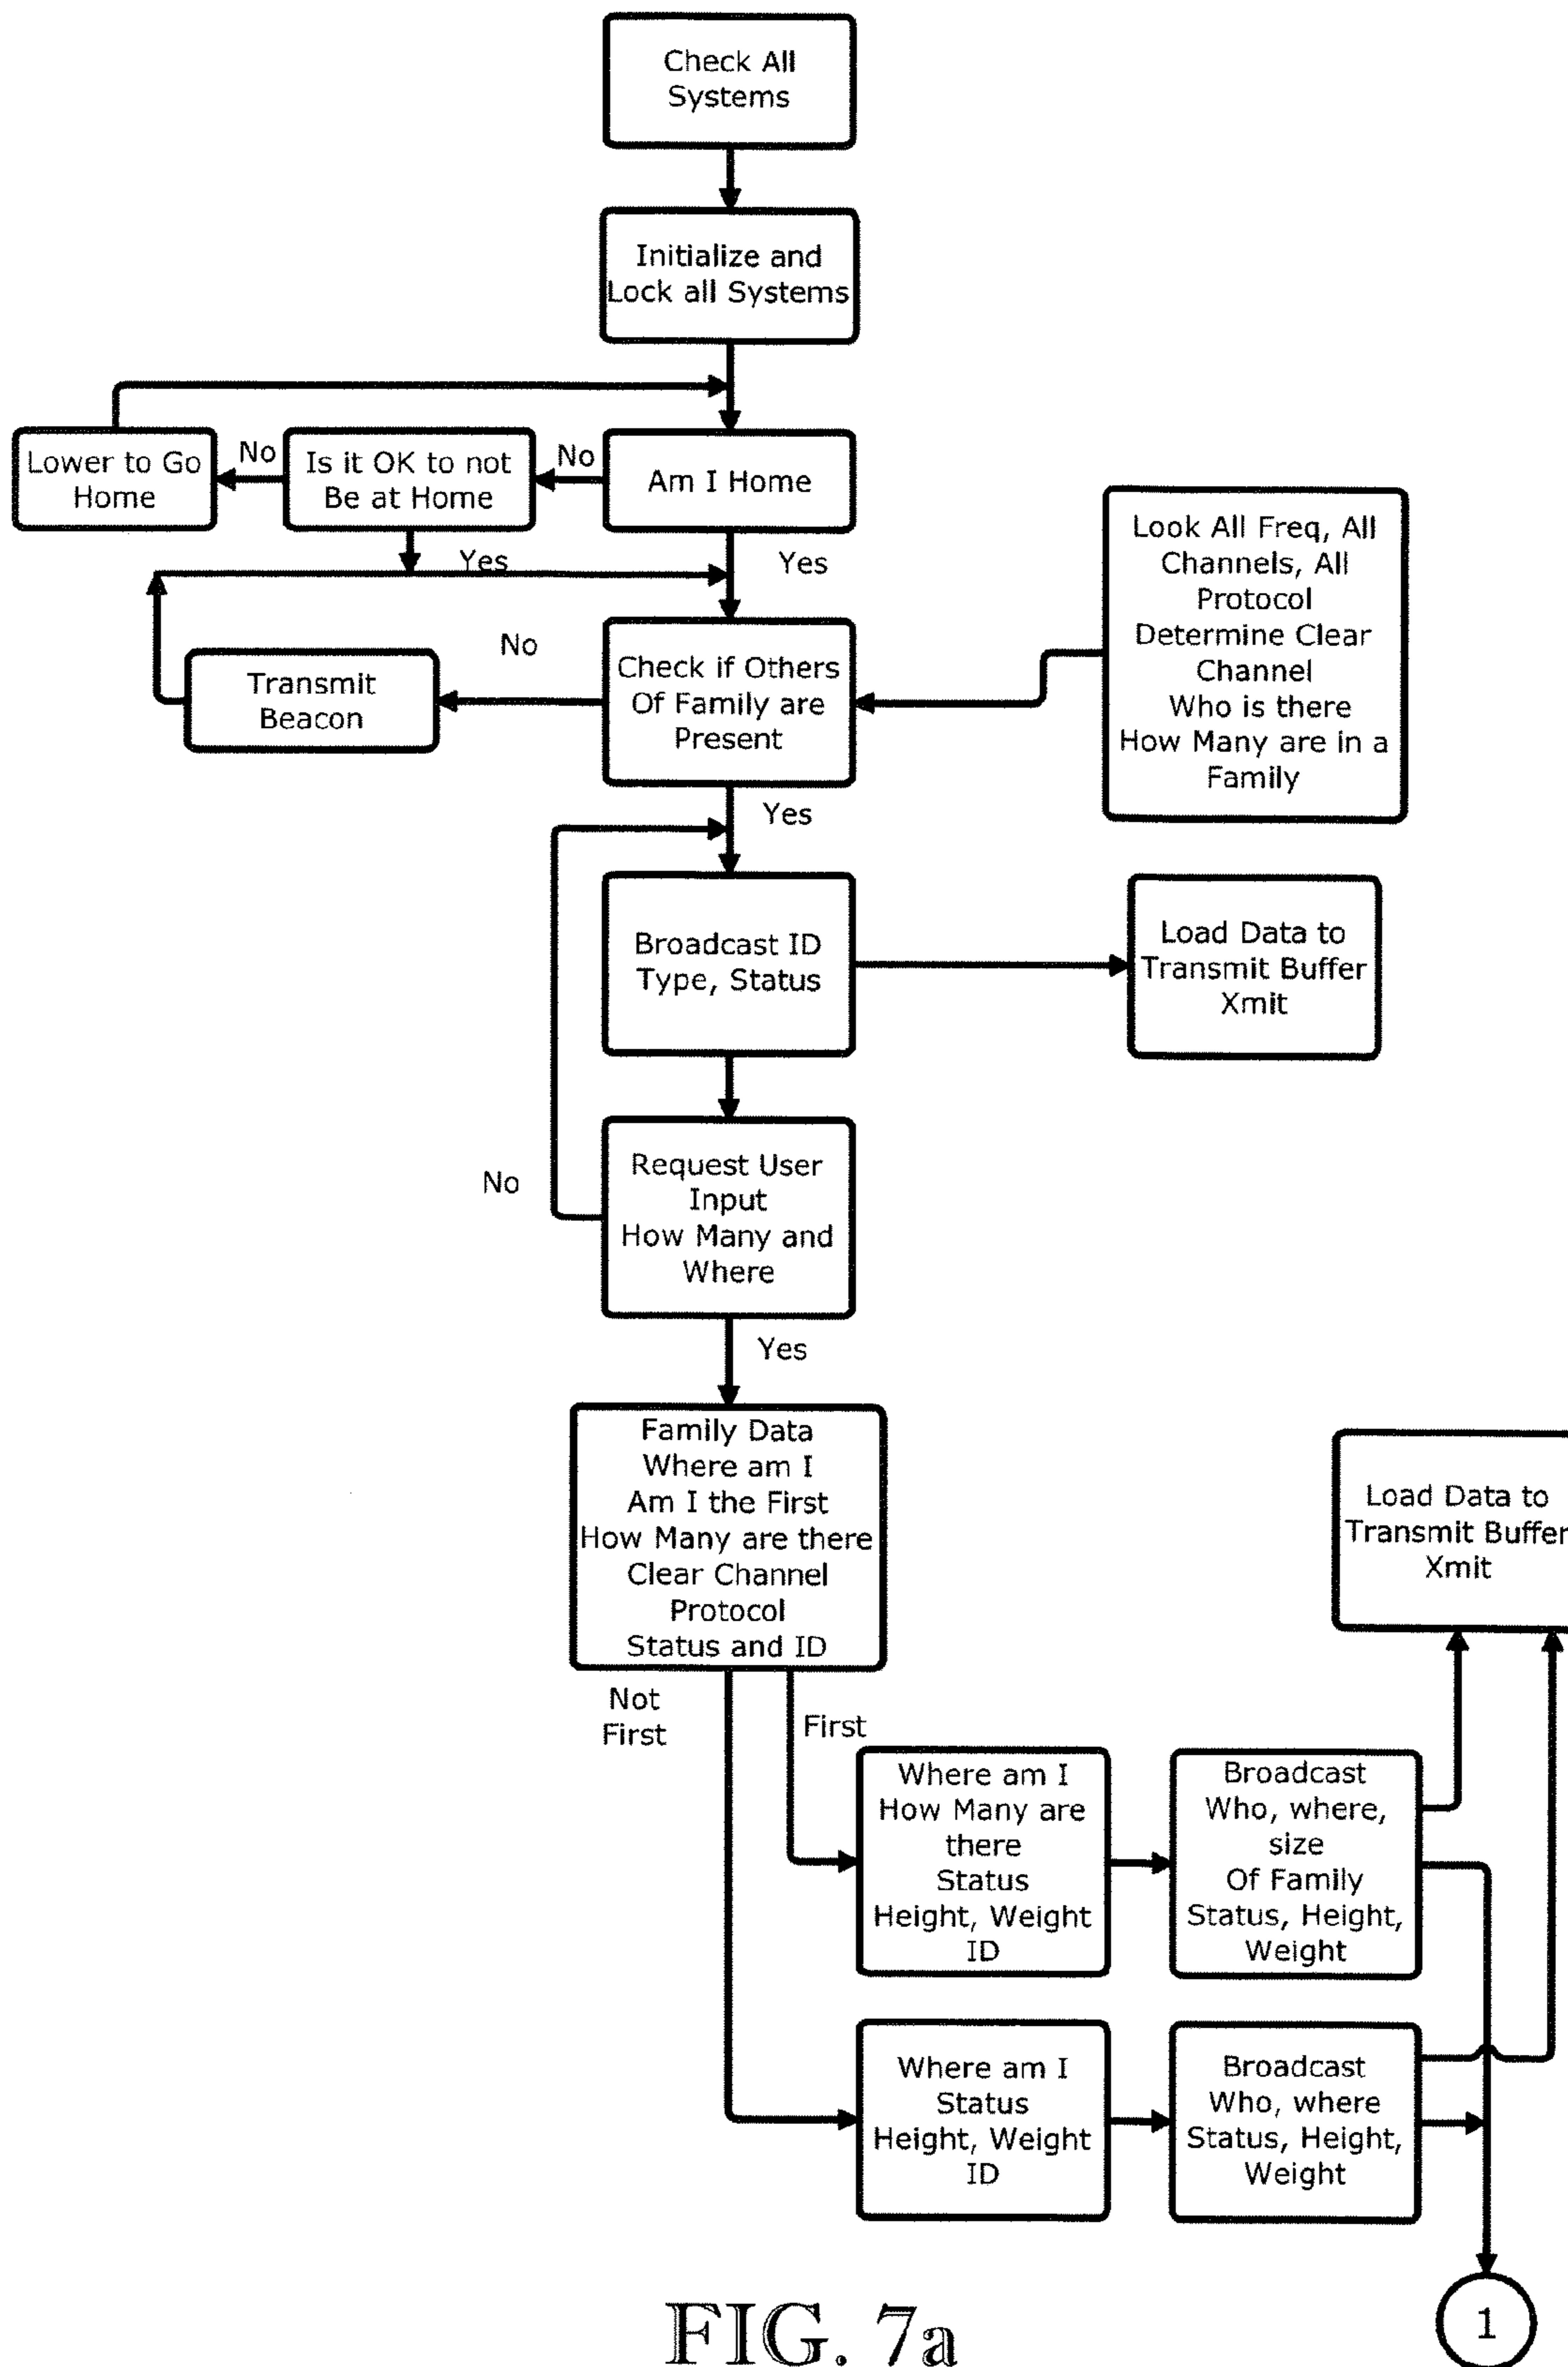 Check All
Systems
Initialize and
Lock all Systems
Lower to Go
Home
No
Is it OK to not
Be at Home
No
Am I Home
Yes
Yes
Look All Freq, All
Channels, All
Protocol
Determine Clear
Channel
Who is there
How Many are in a
Family
No
Transmit
Beacon
Check if Others
Of Family are
Present
Yes
Broadcast ID
Type, Status
Load Data to
Transmit Buffer
Xmit
No
Request User
Input
How Many and
Where
Yes
Family Data
Where am I
Am I the First
How Many are there
Clear Channel
Protocol
Status and ID
Load Data to
Transmit Buffer
Xmit
Not
First
First
Where am I
How Many are
there
Status
Height, Weight
ID
Broadcast
Who, where,
size
Of Family
Status, Height,
Weight
Where am I
Status
Height, Weight
ID
Broadcast
Who, where
Status, Height,
Weight
1
FIG. 7a